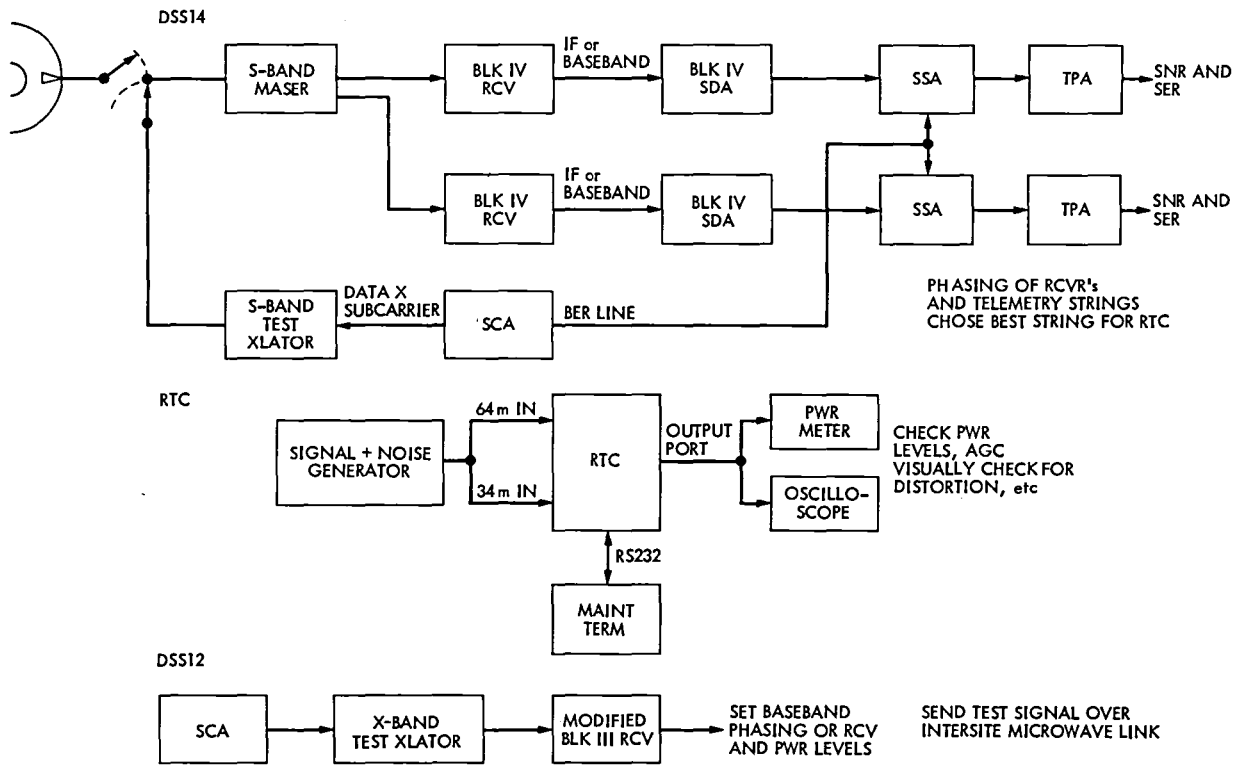 DSS14
S-BAND
MASER
BLK IV
RCV
IF or
BASEBAND
BLK IV
SDA
SSA
TPA
SNR AND
SER
BLK IV
RCV
IF or
BASEBAND
BLK IV
SDA
SSA
TPA
SNR AND
SER
S-BAND
TEST
XLATOR
DATA X
SUBCARRIER
SCA
BER LINE
PHASING OF RCVR's
AND TELEMETRY STRINGS
CHOSE BEST STRING FOR RTC
RTC
SIGNAL + NOISE
GENERATOR
64m IN
34m IN
RTC
OUTPUT
PORT
PWR
METER
OSCILLO-
SCOPE
CHECK PWR
LEVELS, AGC
VISUALLY CHECK FOR
DISTORTION, etc
RS232
MAINT
TERM
DSS12
SCA
X-BAND
TEST XLATOR
MODIFIED
BLK III RCV
SET BASEBAND
PHASING OR RCV
AND PWR LEVELS
SEND TEST SIGNAL OVER
INTERSITE MICROWAVE LINK